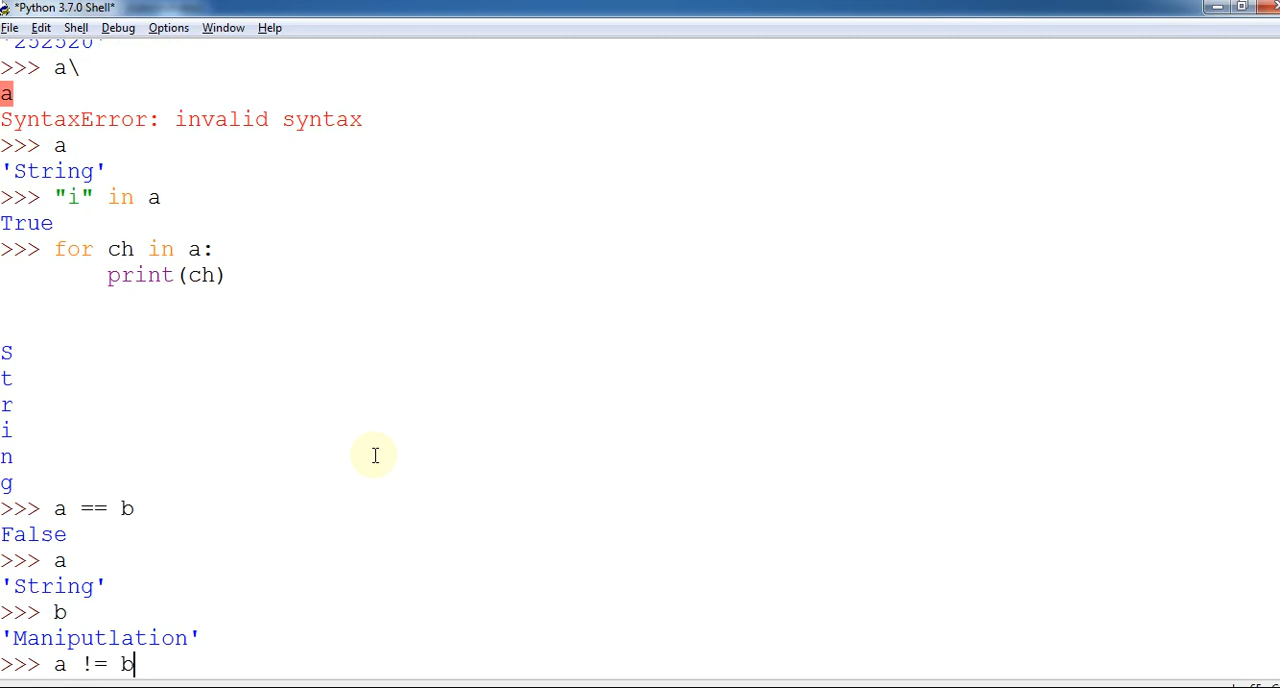 *Python 3.7.0 Shell*
File Edit Shell Debug Options Window Help
'252520'
>>> a\
a
SyntaxError: invalid syntax
>>> a
'String'
>>> "i" in a
True
>>> for ch in a:
        print(ch)
S
t
r
i
n
g
>>> a == b
False
>>> a
'String'
>>> b
'Maniputlation'
>>> a != b